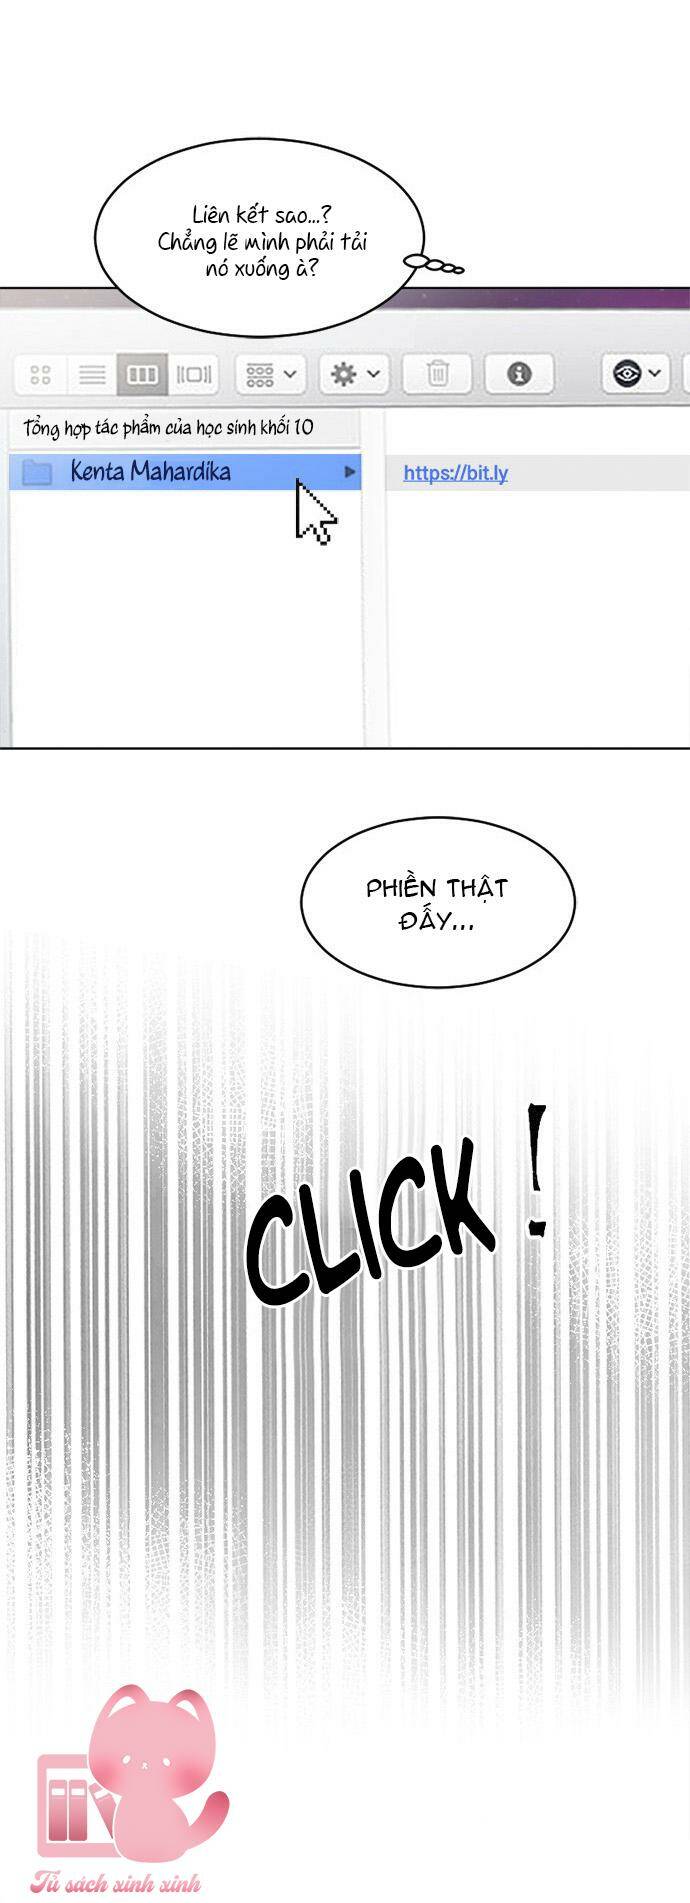 Liên kết sao...?
Chẳng lẽ mình phải tải
nó xuống à?
Tổng hợp tác phẩm của học sinh khối 10
Kenta Mahardika
https://bit.ly
PHIỀN THẬT
ĐẤY...
CLICK!
Tủ sách xinh xinh